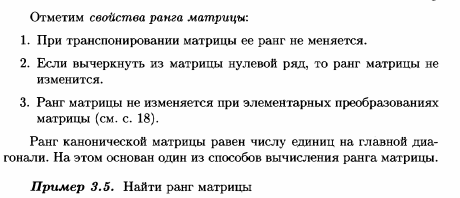 Отметим свойства ранга матрицы:
1. При транспонировании матрицы ее ранг не меняется.
2. Если вычеркнуть из матрицы нулевой ряд, то ранг матрицы не
изменится.
3. Ранг матрицы не изменяется при элементарных преобразованиях
матрицы (см. с. 18).
Ранг канонической матрицы равен числу единиц на главной диа-
гонали. На этом основан один из способов вычисления ранга матрицы.
Пример 3.5. Найти ранг матрицы